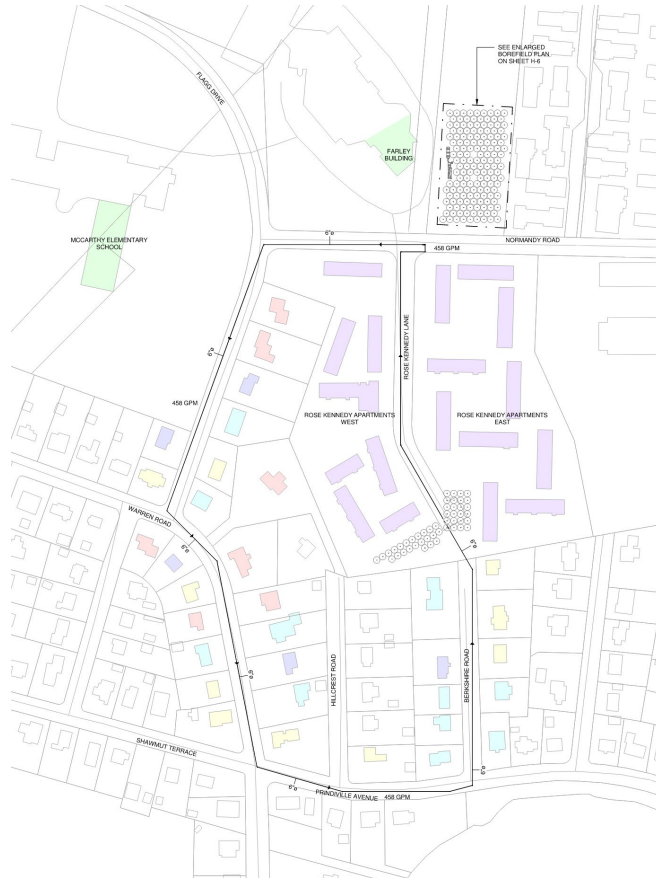 SEE ENLARGED
BOREFIELD PLAN
ON SHEET H-6
FLAGG DRIVE
FARLEY
BUILDING
MCCARTHY ELEMENTARY
SCHOOL
6"ø
NORMANDY ROAD
458 GPM
ROSE KENNEDY LANE
6"ø
458 GPM
ROSE KENNEDY APARTMENTS
WEST
ROSE KENNEDY APARTMENTS
EAST
WARREN ROAD
6"ø
6"ø
HILLCREST ROAD
BERKSHIRE ROAD
6"ø
SHAWMUT TERRACE
6"ø
6"ø
PRINDIVILLE AVENUE
458 GPM